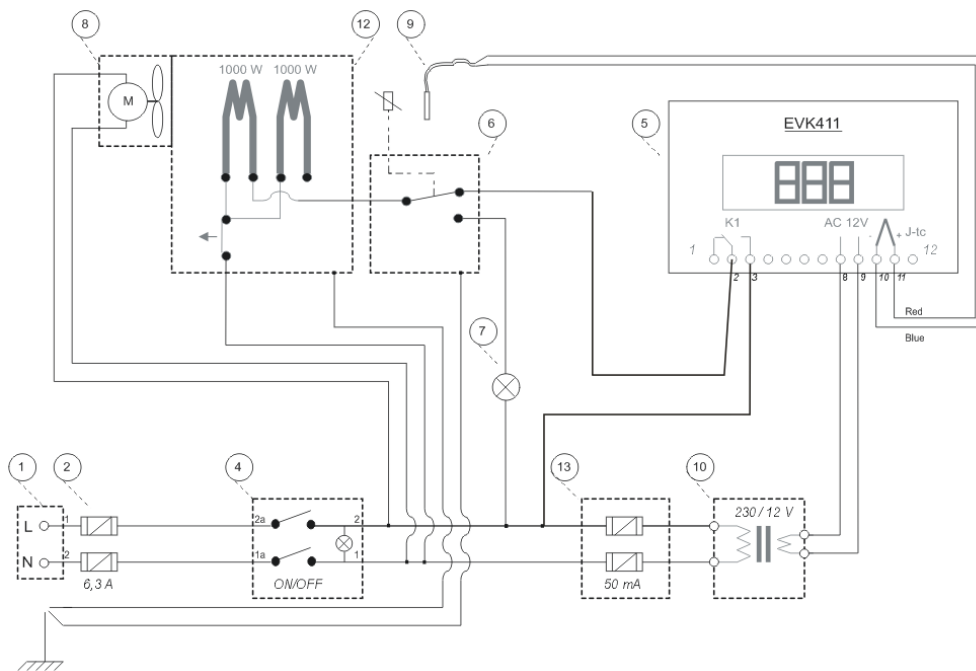 8
12
9
1000 W 1000 W
M
6
5
EVK411
888
K1
AC 12V
- + J-tc
1
12
2 3 8 9 10 11
Red
Blue
7
1
2
4
13
10
L 1
2a 2
230 / 12 V
N 2
1a 1
6,3 A
ON/OFF
50 mA